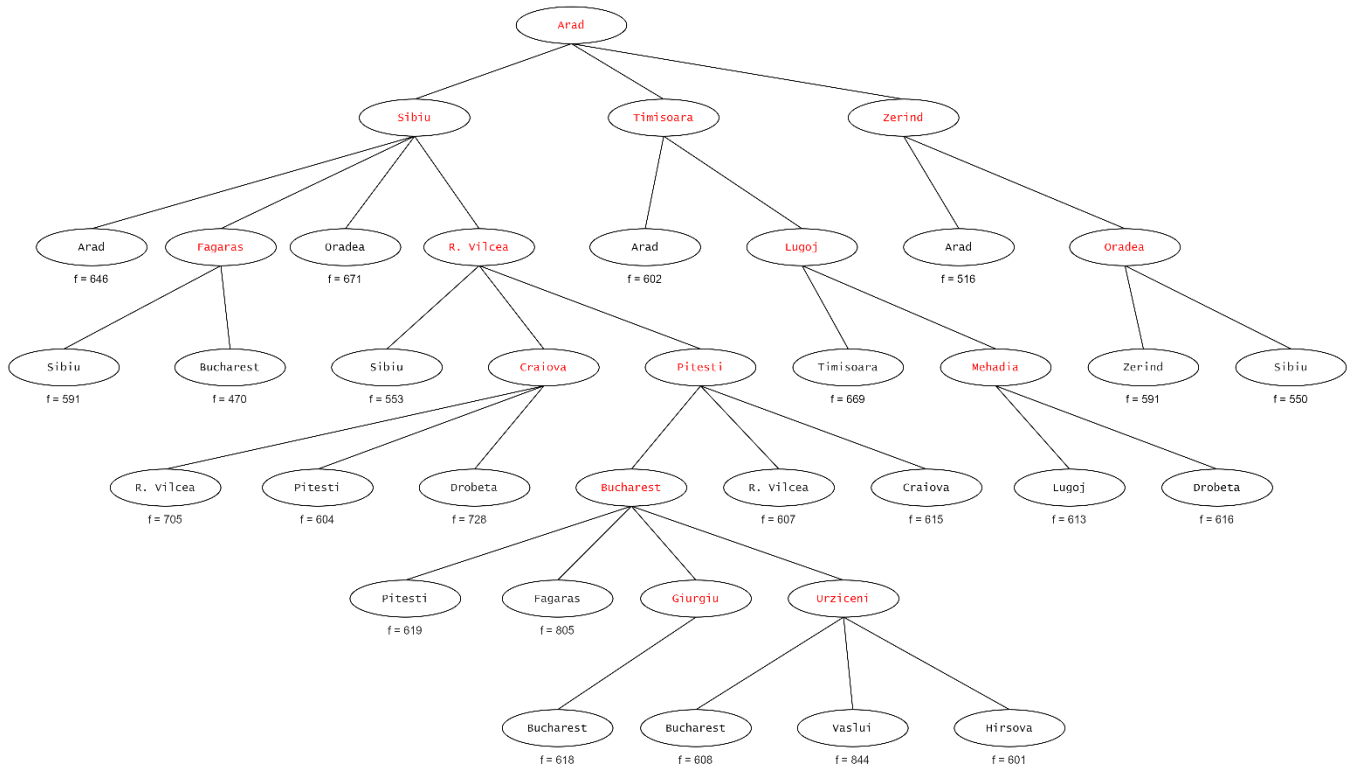 Arad
Sibiu
Timisoara
Zerind
Arad
Fagaras
Oradea
R. Vilcea
Arad
Lugoj
Arad
Oradea
f = 646
f = 671
f = 602
f = 516
Sibiu
Bucharest
Sibiu
Craiova
Pitesti
Timisoara
Mehadia
Zerind
Sibiu
f = 591
f = 470
f = 553
f = 669
f = 591
f = 550
R. Vilcea
Pitesti
Drobeta
Bucharest
R. Vilcea
Craiova
Lugoj
Drobeta
f = 705
f = 604
f = 728
f = 607
f = 615
f = 613
f = 616
Pitesti
Fagaras
Giurgiu
Urziceni
f = 619
f = 805
Bucharest
Bucharest
Vaslui
Hirsova
f = 618
f = 608
f = 844
f = 601